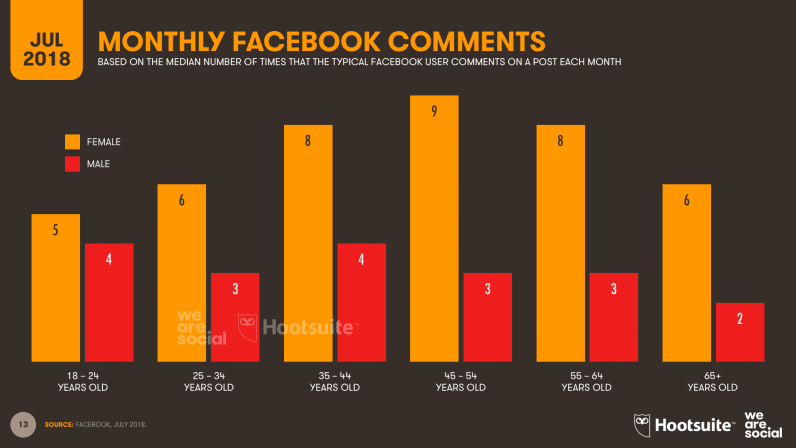 JUL
2018
MONTHLY FACEBOOK COMMENTS
BASED ON THE MEDIAN NUMBER OF TIMES THAT THE TYPICAL FACEBOOK USER COMMENTS ON A POST EACH MONTH
FEMALE
MALE
5
4
6
3
8
4
9
3
8
3
6
2
we
are
social
Hootsuite™
18 – 24
YEARS OLD
25 – 34
YEARS OLD
35 – 44
YEARS OLD
45 – 54
YEARS OLD
55 – 64
YEARS OLD
65+
YEARS OLD
13
SOURCE: FACEBOOK, JULY 2018.
Hootsuite™
we
are
social